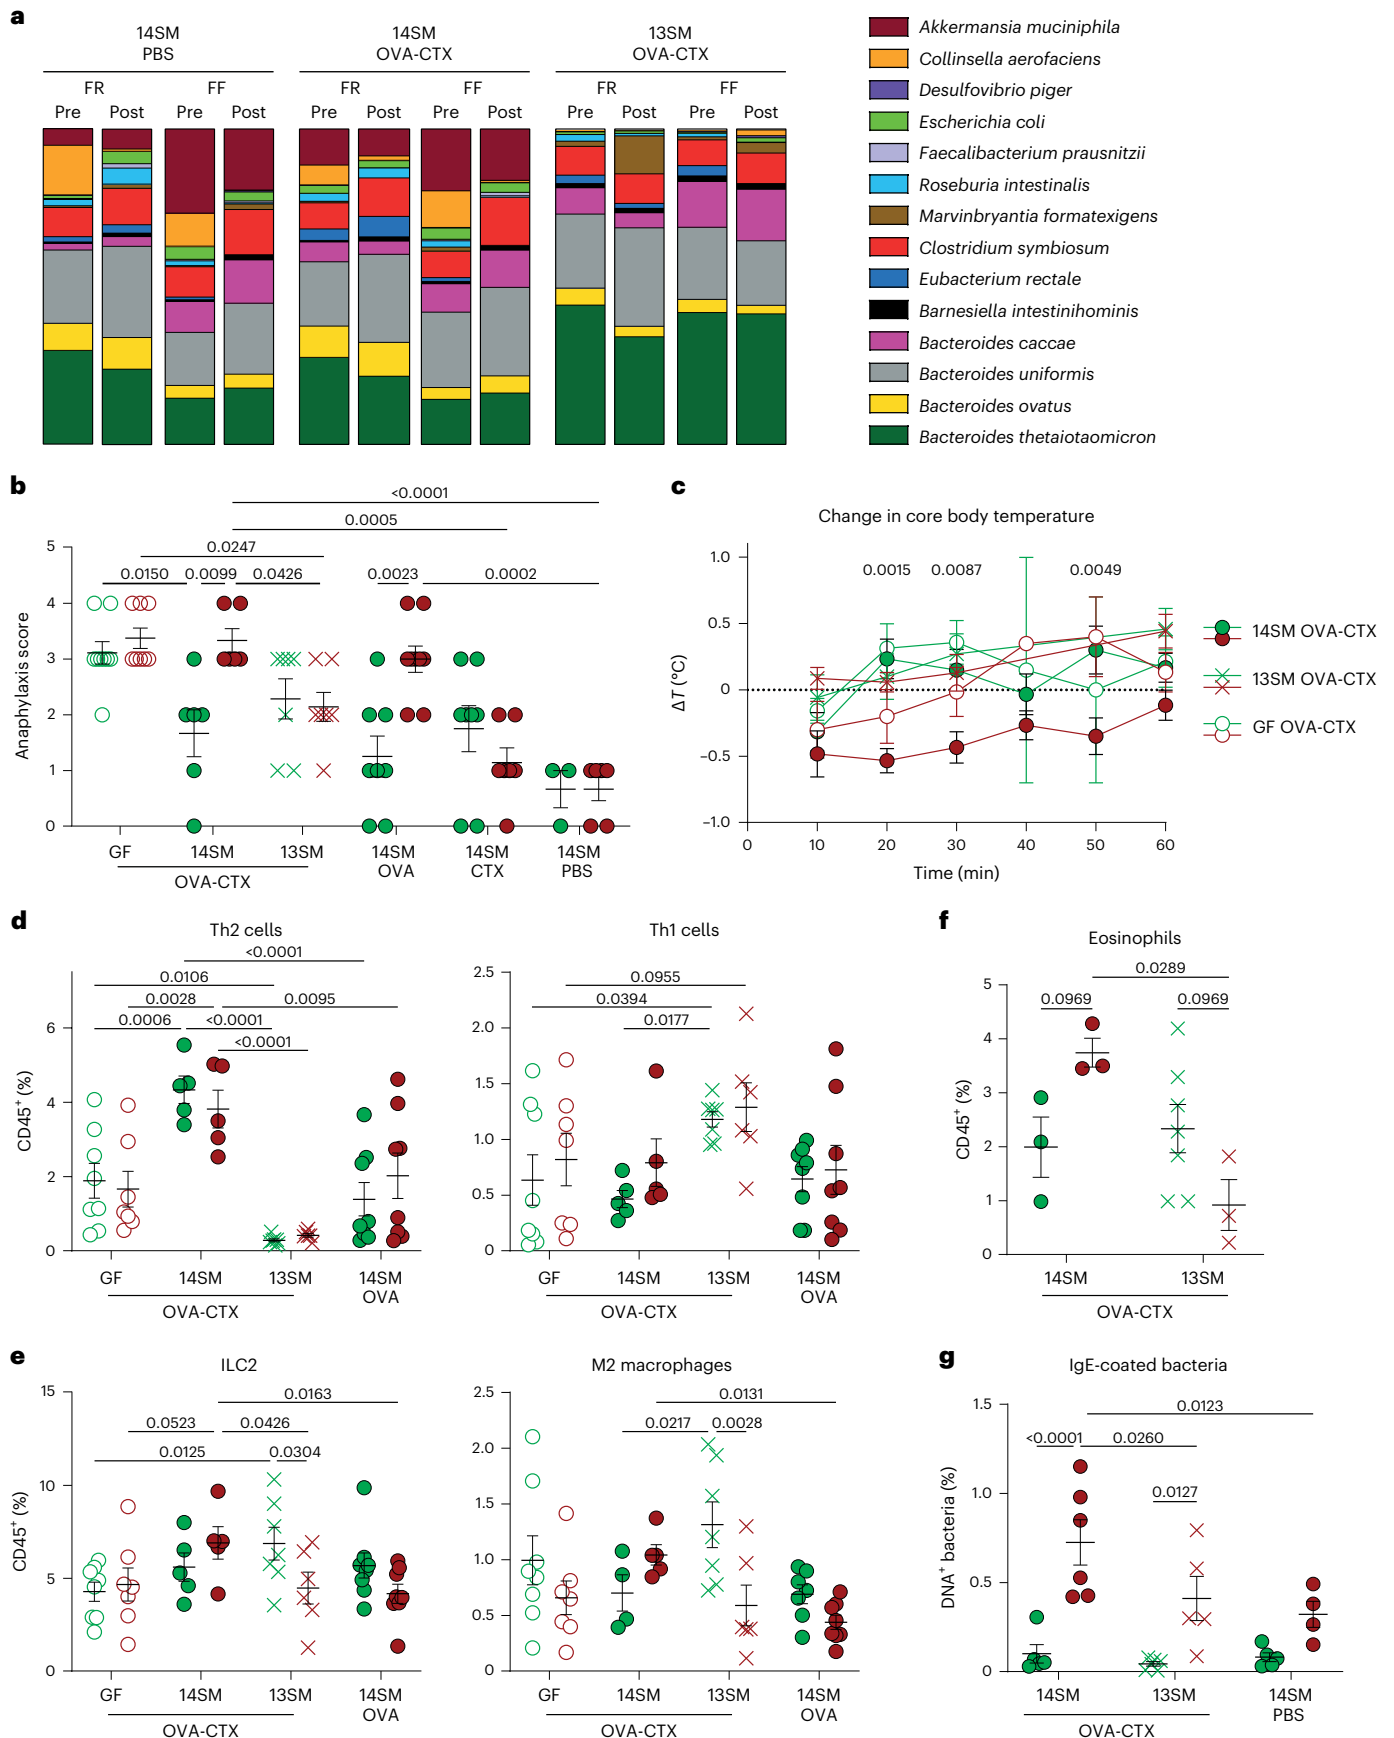 a
14SM
PBS
14SM
OVA-CTX
13SM
OVA-CTX
FR FF FR FF FR FF
Pre Post Pre Post Pre Post Pre Post Pre Post Pre Post
Akkermansia muciniphila
Collinsella aerofaciens
Desulfovibrio piger
Escherichia coli
Faecalibacterium prausnitzii
Roseburia intestinalis
Marvinbryantia formatexigens
Clostridium symbiosum
Eubacterium rectale
Barnesiella intestinihominis
Bacteroides caccae
Bacteroides uniformis
Bacteroides ovatus
Bacteroides thetaiotaomicron
b
<0.0001
0.0005
0.0247
0.0150 0.0099 0.0426 0.0023 0.0002
Anaphylaxis score
5
4
3
2
1
0
GF 14SM 13SM
OVA-CTX
14SM
OVA
14SM
CTX
14SM
PBS
c
Change in core body temperature
0.0015 0.0087 0.0049
ΔT (°C)
1.0
0.5
0
−0.5
−1.0
0 10 20 30 40 50 60
Time (min)
14SM OVA-CTX
13SM OVA-CTX
GF OVA-CTX
d
Th2 cells
<0.0001
0.0106
0.0028 0.0095
0.0006 <0.0001
<0.0001
CD45+ (%)
6
4
2
0
GF 14SM 13SM
OVA-CTX
14SM
OVA
Th1 cells
0.0955
0.0394
0.0177
2.5
2.0
1.5
1.0
0.5
0
GF 14SM 13SM
OVA-CTX
14SM
OVA
f
Eosinophils
0.0289
0.0969 0.0969
CD45+ (%)
5
4
3
2
1
0
14SM 13SM
OVA-CTX
e
ILC2
0.0163
0.0523 0.0426
0.0125 0.0304
CD45+ (%)
15
10
5
0
GF 14SM 13SM
OVA-CTX
14SM
OVA
M2 macrophages
0.0131
0.0217 0.0028
2.5
2.0
1.5
1.0
0.5
0
GF 14SM 13SM
OVA-CTX
14SM
OVA
g
IgE-coated bacteria
0.0123
<0.0001 0.0260
0.0127
DNA+ bacteria (%)
1.5
1.0
0.5
0
14SM 13SM
OVA-CTX
14SM
PBS